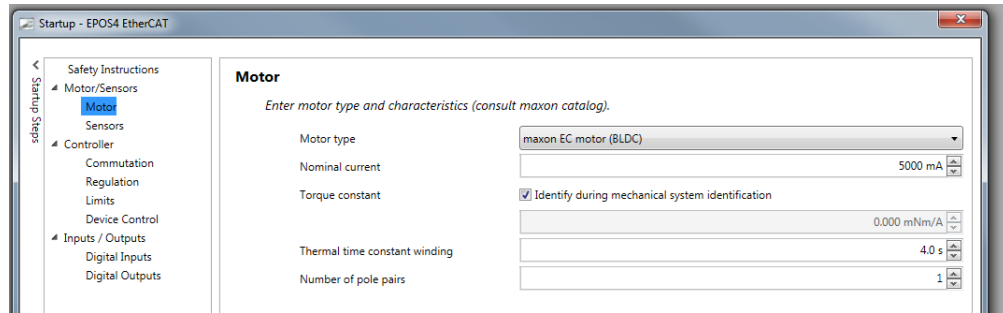 Startup - EPOS4 EtherCAT
Startup Steps
Safety Instructions
Motor/Sensors
Motor
Sensors
Controller
Commutation
Regulation
Limits
Device Control
Inputs / Outputs
Digital Inputs
Digital Outputs
Motor
Enter motor type and characteristics (consult maxon catalog).
Motor type maxon EC motor (BLDC)
Nominal current 5000 mA
Torque constant Identify during mechanical system identification
0.000 mNm/A
Thermal time constant winding 4.0 s
Number of pole pairs 1